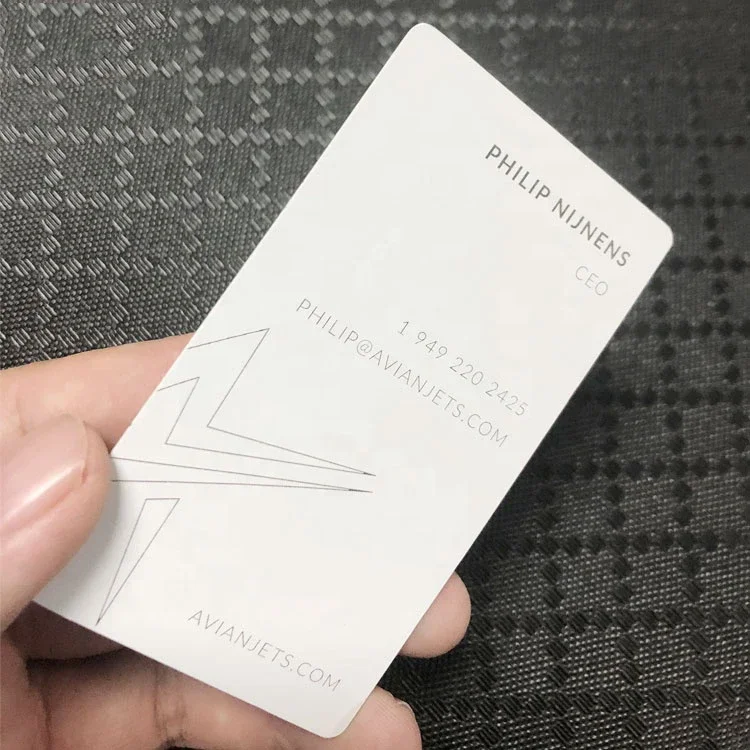 PHILIP NIJNENS
CEO
1 949 220 2425
PHILIP@AVIANJETS.COM
AVIANJETS.COM